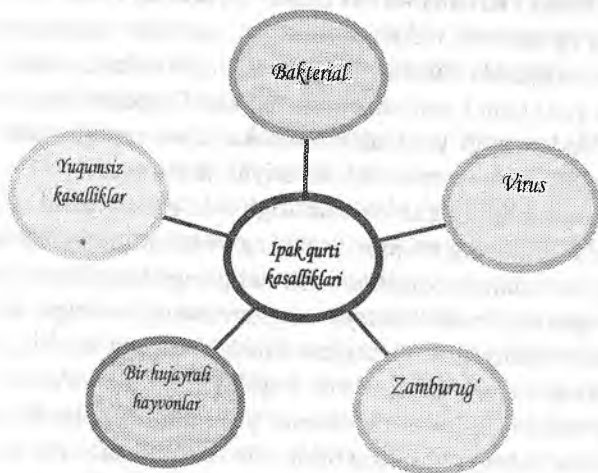 Bakterial
Yuqumsiz
kasalliklar
Virus
Ipak qurti
kasalliklari
Bir hujayrali
hayvonlar
Zamburug'